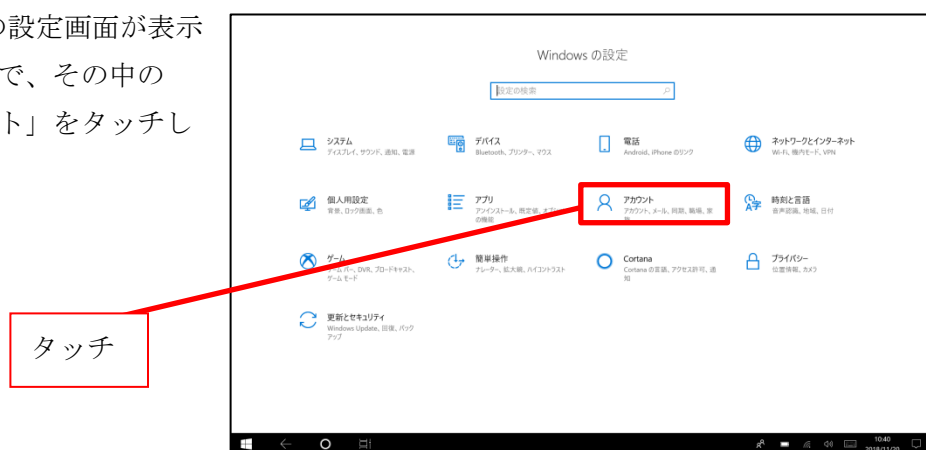 の設定画面が表示
で、その中の
ト」をタッチし
タッチ
Windows の設定
設定の検索
システム
ディスプレイ、サウンド、通知、電源
デバイス
Bluetooth、プリンター、マウス
電話
Android、iPhone のリンク
ネットワークとインターネット
Wi-Fi、機内モード、VPN
個人用設定
背景、ロック画面、色
アプリ
アンインストール、既定値、オプション
の機能
アカウント
アカウント、メール、同期、職場、家
時刻と言語
音声認識、地域、日付
ゲーム
ゲーム バー、DVR、ブロードキャスト、
ゲーム モード
簡単操作
ナレーター、拡大鏡、ハイコントラスト
Cortana
Cortana の言語、アクセス許可、通
知
プライバシー
位置情報、カメラ
更新とセキュリティ
Windows Update、回復、バック
アップ
10:40
2018/11/20